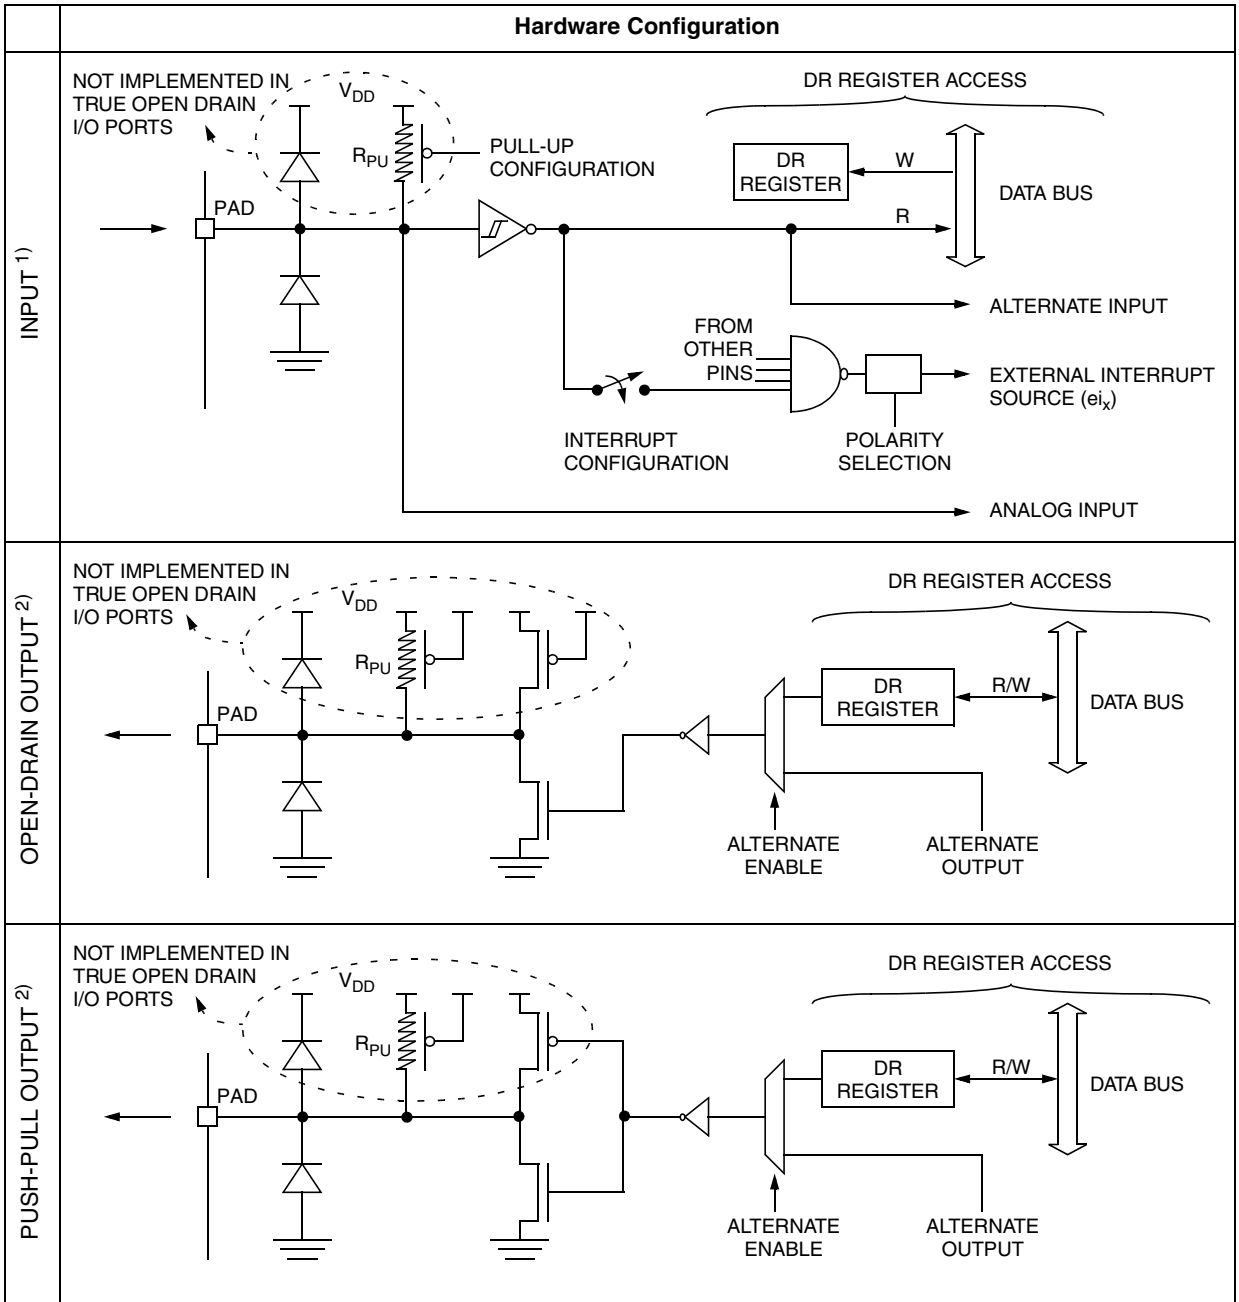 Hardware Configuration
INPUT 1)
NOT IMPLEMENTED IN
TRUE OPEN DRAIN
I/O PORTS
VDD
RPU
PULL-UP
CONFIGURATION
PAD
DR REGISTER ACCESS
DR
REGISTER
W
R
DATA BUS
ALTERNATE INPUT
FROM
OTHER
PINS
EXTERNAL INTERRUPT
SOURCE (eix)
INTERRUPT
CONFIGURATION
POLARITY
SELECTION
ANALOG INPUT
OPEN-DRAIN OUTPUT 2)
NOT IMPLEMENTED IN
TRUE OPEN DRAIN
I/O PORTS
VDD
RPU
PAD
DR REGISTER ACCESS
DR
REGISTER
R/W
DATA BUS
ALTERNATE
ENABLE
ALTERNATE
OUTPUT
PUSH-PULL OUTPUT 2)
NOT IMPLEMENTED IN
TRUE OPEN DRAIN
I/O PORTS
VDD
RPU
PAD
DR REGISTER ACCESS
DR
REGISTER
R/W
DATA BUS
ALTERNATE
ENABLE
ALTERNATE
OUTPUT